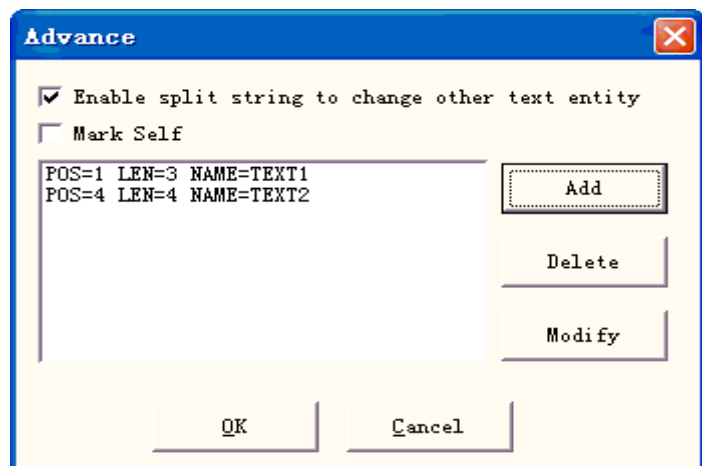 Advance
Enable split string to change other text entity
Mark Self
POS=1 LEN=3 NAME=TEXT1
POS=4 LEN=4 NAME=TEXT2
Add
Delete
Modify
OK
Cancel